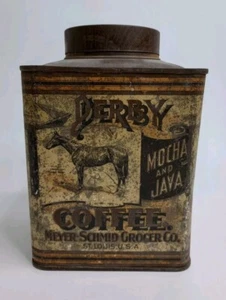 DERBY
MOCHA
AND
JAVA
COFFEE
MEYER-SCHMID GROCER CO.
ST. LOUIS U.S.A.